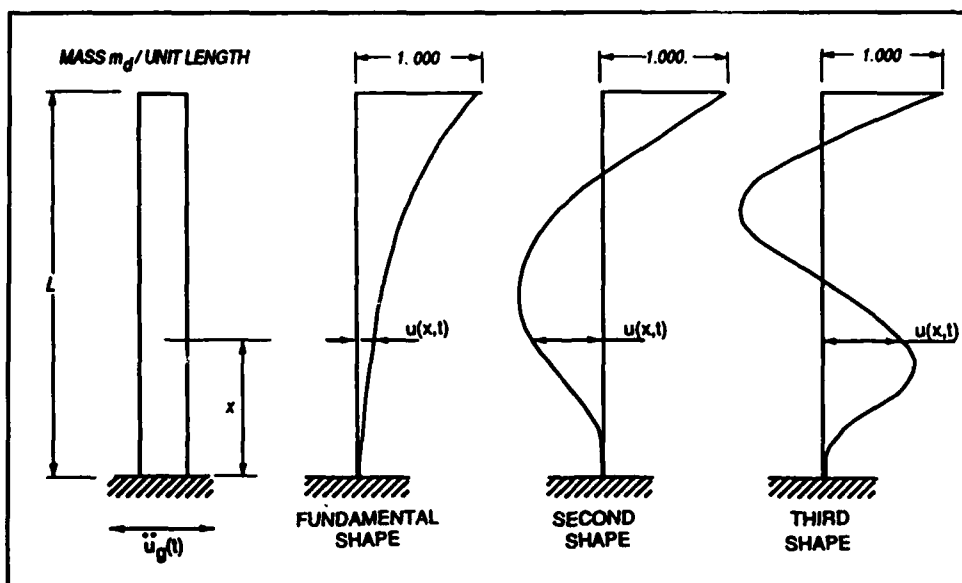 MASS m_d / UNIT LENGTH
1. 000
1.000.
1.000
L
u(x,t)
u(x,t)
u(x,t)
x
FUNDAMENTAL
SHAPE
SECOND
SHAPE
THIRD
SHAPE
ü_g(t)